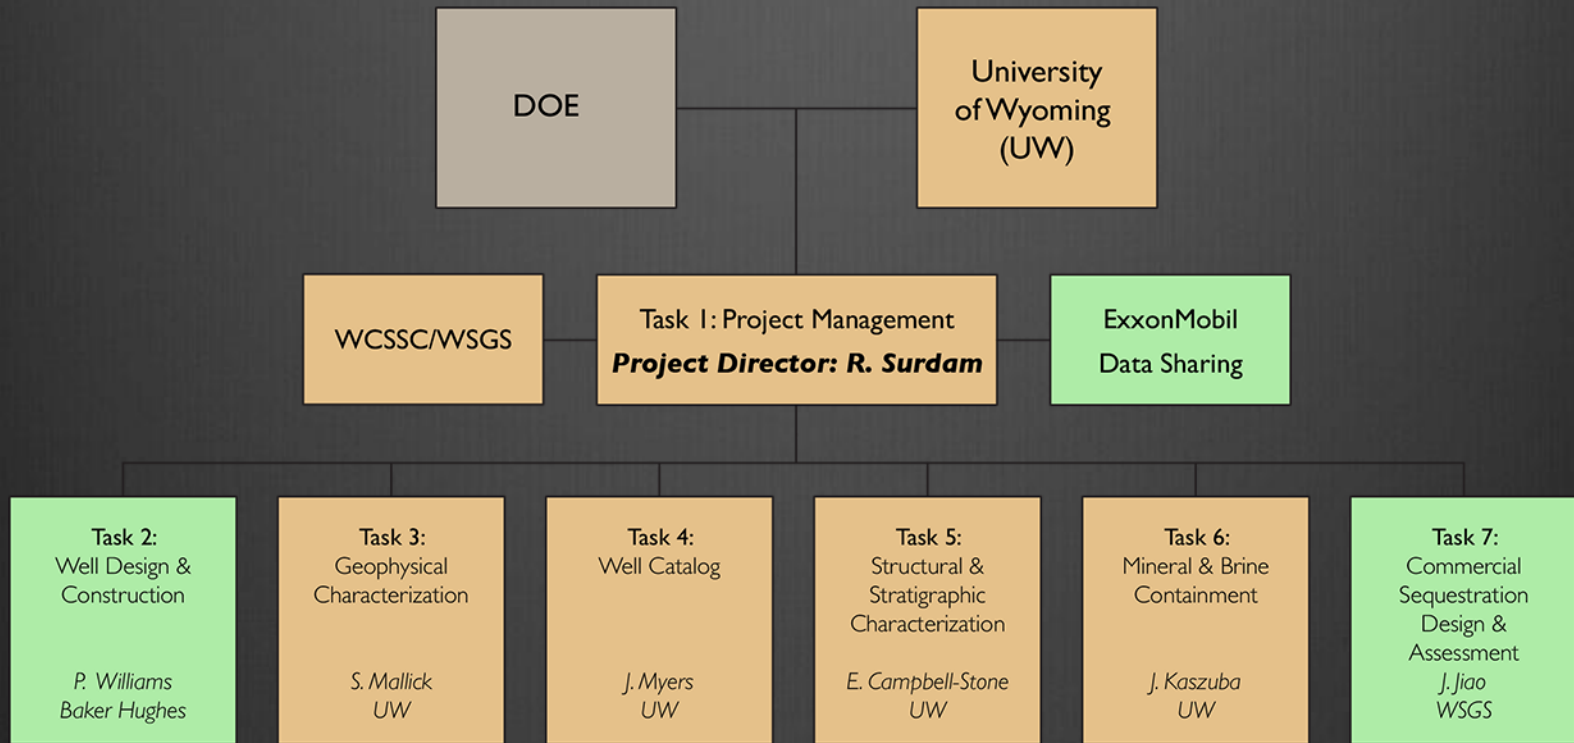 DOE
University
of Wyoming
(UW)
WCSSC/WSGS
Task 1: Project Management
Project Director: R. Surdam
ExxonMobil
Data Sharing
Task 2:
Well Design &
Construction
P. Williams
Baker Hughes
Task 3:
Geophysical
Characterization
S. Mallick
UW
Task 4:
Well Catalog
J. Myers
UW
Task 5:
Structural &
Stratigraphic
Characterization
E. Campbell-Stone
UW
Task 6:
Mineral & Brine
Containment
J. Kaszuba
UW
Task 7:
Commercial
Sequestration
Design &
Assessment
J. Jiao
WSGS